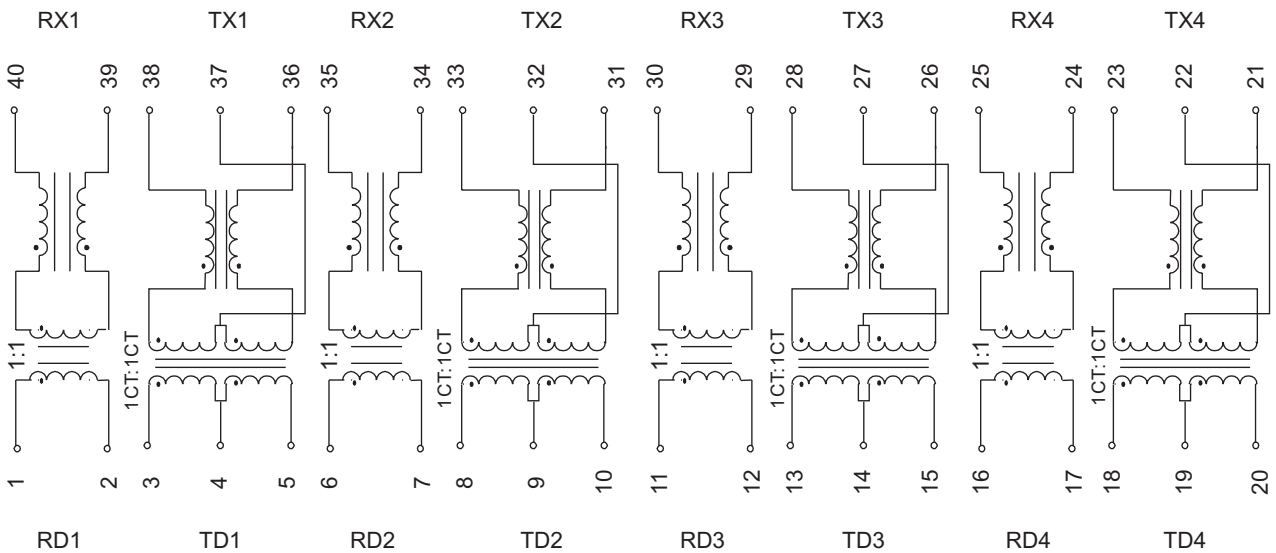 RX1 TX1 RX2 TX2 RX3 TX3 RX4 TX4
40 39 38 37 36 35 34 33 32 31 30 29 28 27 26 25 24 23 22 21
1:1 1CT:1CT 1:1 1CT:1CT 1:1 1CT:1CT 1:1 1CT:1CT
1 2 3 4 5 6 7 8 9 10 11 12 13 14 15 16 17 18 19 20
RD1 TD1 RD2 TD2 RD3 TD3 RD4 TD4